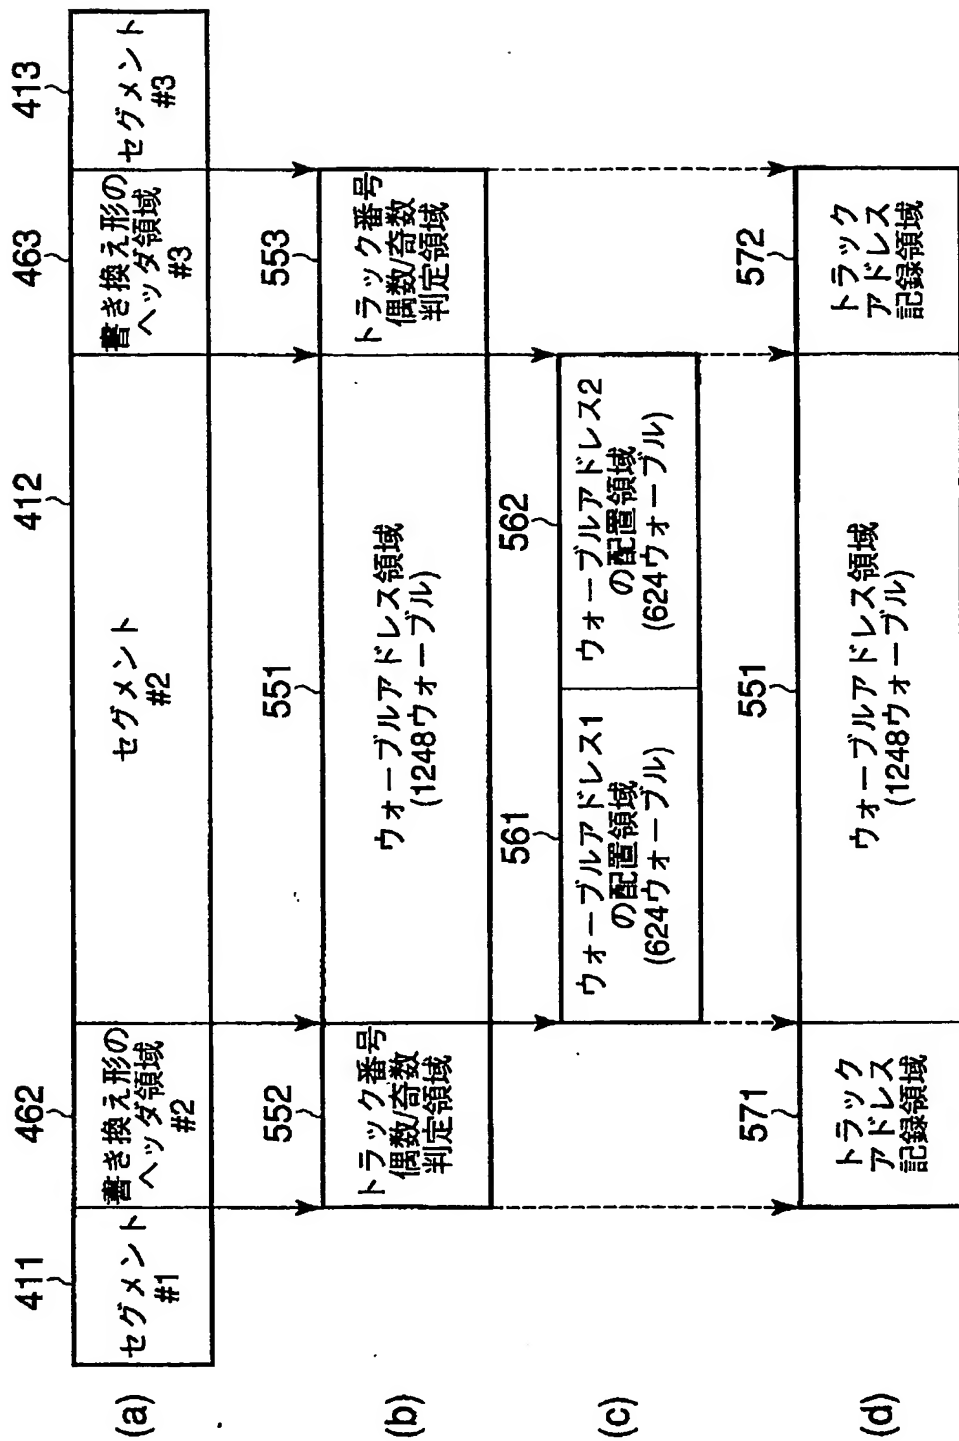 (a)
411
462
412
463
413
セグメント
#1
書き換え形の
ヘッダ領域
#2
セグメント
#2
書き換え形の
ヘッダ領域
#3
セグメント
#3
(b)
552
551
553
トラック番号
偶数/奇数
判定領域
ウォーブルアドレス領域
(1248ウォーブル)
トラック番号
偶数/奇数
判定領域
(c)
561
562
ウォーブルアドレス1
の配置領域
(624ウォーブル)
ウォーブルアドレス2
の配置領域
(624ウォーブル)
(d)
571
551
572
トラック
アドレス
記録領域
ウォーブルアドレス領域
(1248ウォーブル)
トラック
アドレス
記録領域